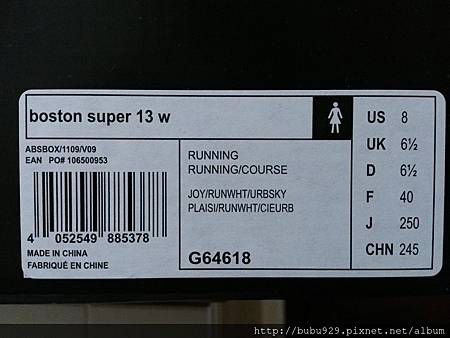 boston super 13 w
ABSBOX/1109/V09
EAN PO# 106500953
4 052549 885378
MADE IN CHINA
FABRIQUÉ EN CHINE
RUNNING
RUNNING/COURSE
JOY/RUNWHT/URBSKY
PLAISI/RUNWHT/CIEURB
G64618
US 8
UK 6½
D 6½
F 40
J 250
CHN 245
http://bubu929.pixnet.net/album